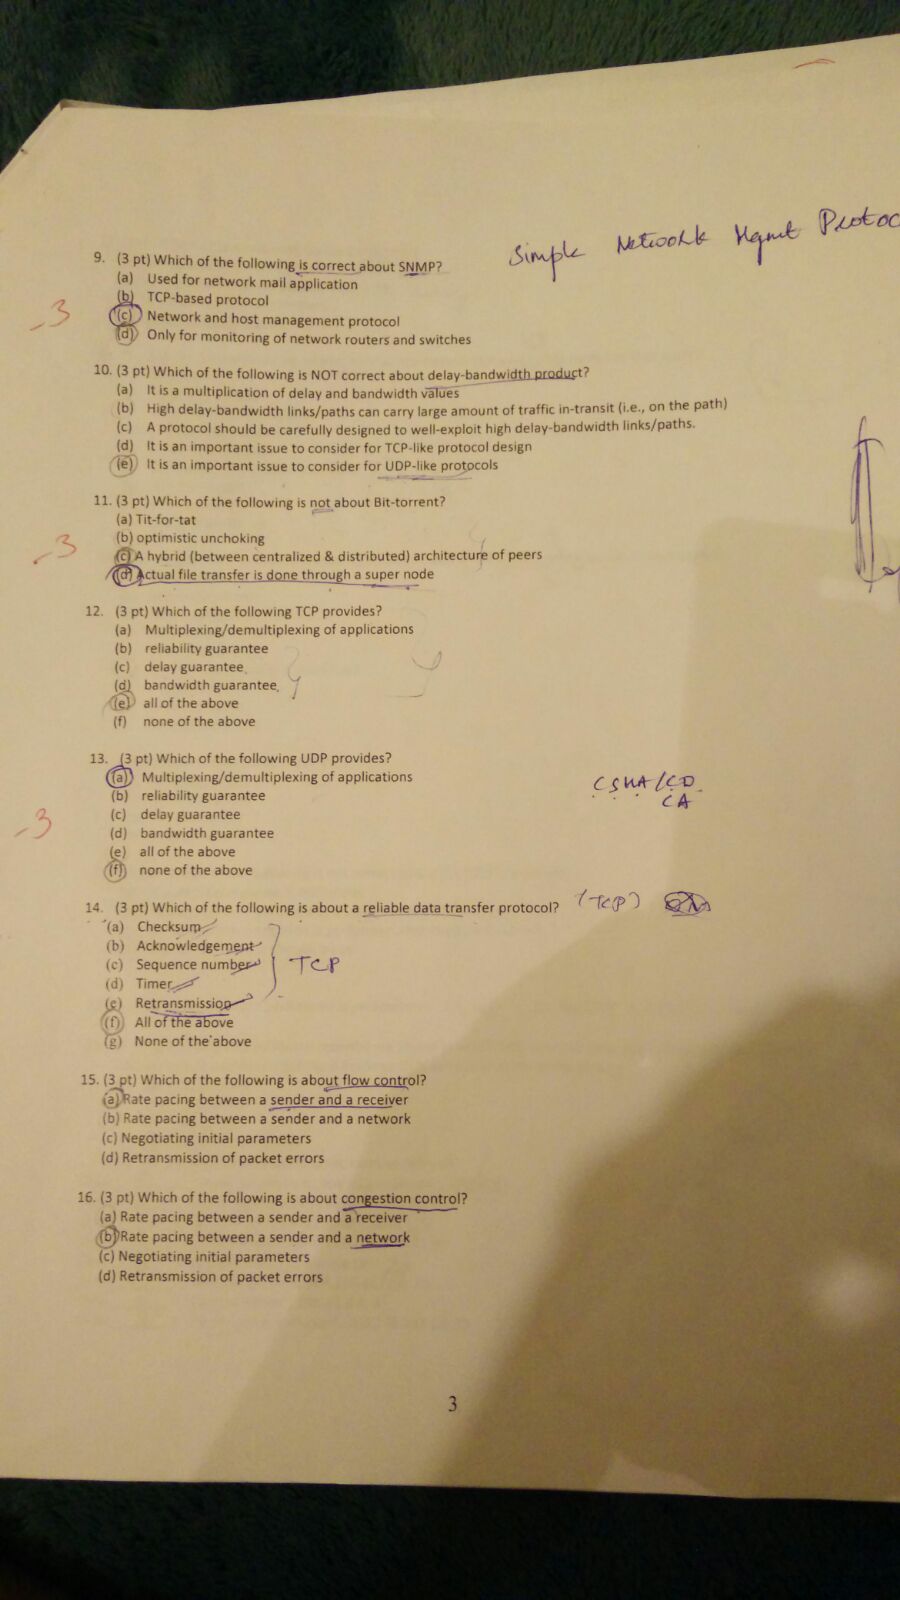 Simple Network Mgmt Protoc
9. (3 pt) Which of the following is correct about SNMP?
(a) Used for network mail application
(b) TCP-based protocol
-3
(c) Network and host management protocol
(d) Only for monitoring of network routers and switches
10. (3 pt) Which of the following is NOT correct about delay-bandwidth product?
(a) It is a multiplication of delay and bandwidth values
(b) High delay-bandwidth links/paths can carry large amount of traffic in-transit (i.e., on the path)
(c) A protocol should be carefully designed to well-exploit high delay-bandwidth links/paths.
(d) It is an important issue to consider for TCP-like protocol design
(e) It is an important issue to consider for UDP-like protocols
11. (3 pt) Which of the following is not about Bit-torrent?
(a) Tit-for-tat
(b) optimistic unchoking
-3
(c) A hybrid (between centralized & distributed) architecture of peers
(d) Actual file transfer is done through a super node
12. (3 pt) Which of the following TCP provides?
(a) Multiplexing/demultiplexing of applications
(b) reliability guarantee
(c) delay guarantee
(d) bandwidth guarantee
(e) all of the above
(f) none of the above
13. (3 pt) Which of the following UDP provides?
(a) Multiplexing/demultiplexing of applications
CSMA/CD
(b) reliability guarantee
CA
(c) delay guarantee
-3
(d) bandwidth guarantee
(e) all of the above
(f) none of the above
14. (3 pt) Which of the following is about a reliable data transfer protocol? (TCP)
(a) Checksum
(b) Acknowledgement
(c) Sequence number TCP
(d) Timer
(e) Retransmission
(f) All of the above
(g) None of the above
15. (3 pt) Which of the following is about flow control?
(a) Rate pacing between a sender and a receiver
(b) Rate pacing between a sender and a network
(c) Negotiating initial parameters
(d) Retransmission of packet errors
16. (3 pt) Which of the following is about congestion control?
(a) Rate pacing between a sender and a receiver
(b) Rate pacing between a sender and a network
(c) Negotiating initial parameters
(d) Retransmission of packet errors
3